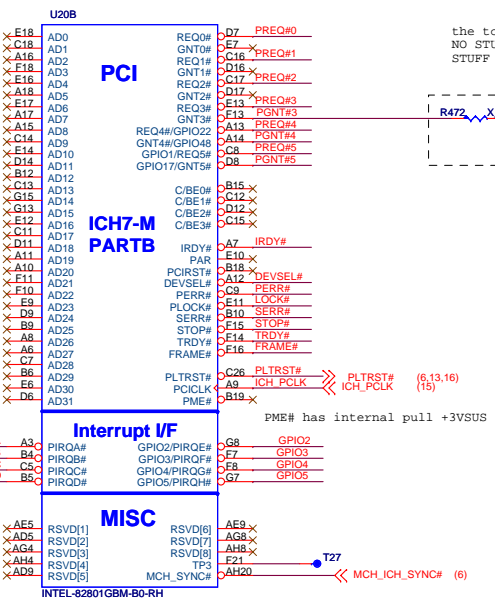 U20B
PCI
ICH7-M
PARTB
E18 AD0 REQ0# D7 PREQ#0
C18 AD1 GNT0# E7
A16 AD2 REQ1# C16 PREQ#1
F18 AD3 GNT1# D16
E16 AD4 REQ2# C17 PREQ#2
A18 AD5 GNT2# D17
E17 AD6 REQ3# E13 PREQ#3
A17 AD7 GNT3# F13 PGNT#3
A15 AD8 REQ4#/GPIO22 A13 PREQ#4
C14 AD9 GNT4#/GPIO48 A14 PGNT#4
E14 AD10 GPIO1/REQ5# C8 PREQ#5
D14 AD11 GPIO17/GNT5# D8 PGNT#5
B12 AD12
C13 AD13 C/BE0# B15
G15 AD14 C/BE1# C12
G13 AD15 C/BE2# D12
E12 AD16 C/BE3# C15
C11 AD17
D11 AD18 IRDY# A7 IRDY#
A11 AD19 PAR E10
A10 AD20 PCIRST# B18
F11 AD21 DEVSEL# A12 DEVSEL#
F10 AD22 PERR# C9 PERR#
E9 AD23 PLOCK# E11 LOCK#
D9 AD24 SERR# B10 SERR#
B9 AD25 STOP# F15 STOP#
A8 AD26 TRDY# F14 TRDY#
A6 AD27 FRAME# F16 FRAME#
C7 AD28
B6 AD29 PLTRST# C26 PLTRST# PLTRST# (6,13,16)
E6 AD30 PCICLK A9 ICH_PCLK ICH_PCLK (15)
D6 AD31 PME# B19
the
NO
STUFF
R472 X
PME# has internal pull +3VSUS
Interrupt I/F
A3 PIRQA# GPIO2/PIRQE# G8 GPIO2
B4 PIRQB# GPIO3/PIRQF# F7 GPIO3
C5 PIRQC# GPIO4/PIRQG# F8 GPIO4
B5 PIRQD# GPIO5/PIRQH# G7 GPIO5
MISC
AE5 RSVD[1] RSVD[6] AE9
AD5 RSVD[2] RSVD[7] AG8
AG4 RSVD[3] RSVD[8] AH8
AH4 RSVD[4] TP3 F21 T27
AD9 RSVD[5] MCH_SYNC# AH20 MCH_ICH_SYNC# (6)
INTEL-82801GBM-B0-RH